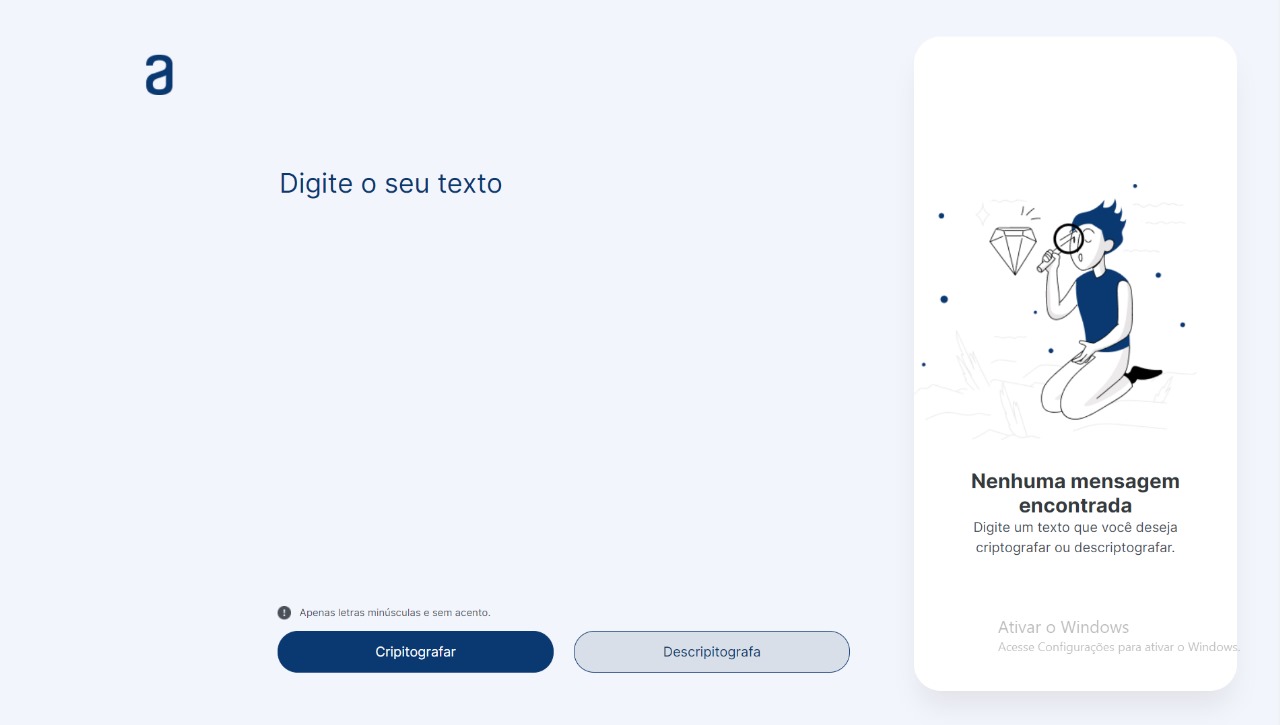 a
Digite o seu texto
Apenas letras minúsculas e sem acento.
Cripitografar
Descripitografa
Nenhuma mensagem
encontrada
Digite um texto que você deseja
criptografar ou descriptografar.
Ativar o Windows
Acesse Configurações para ativar o Windows.